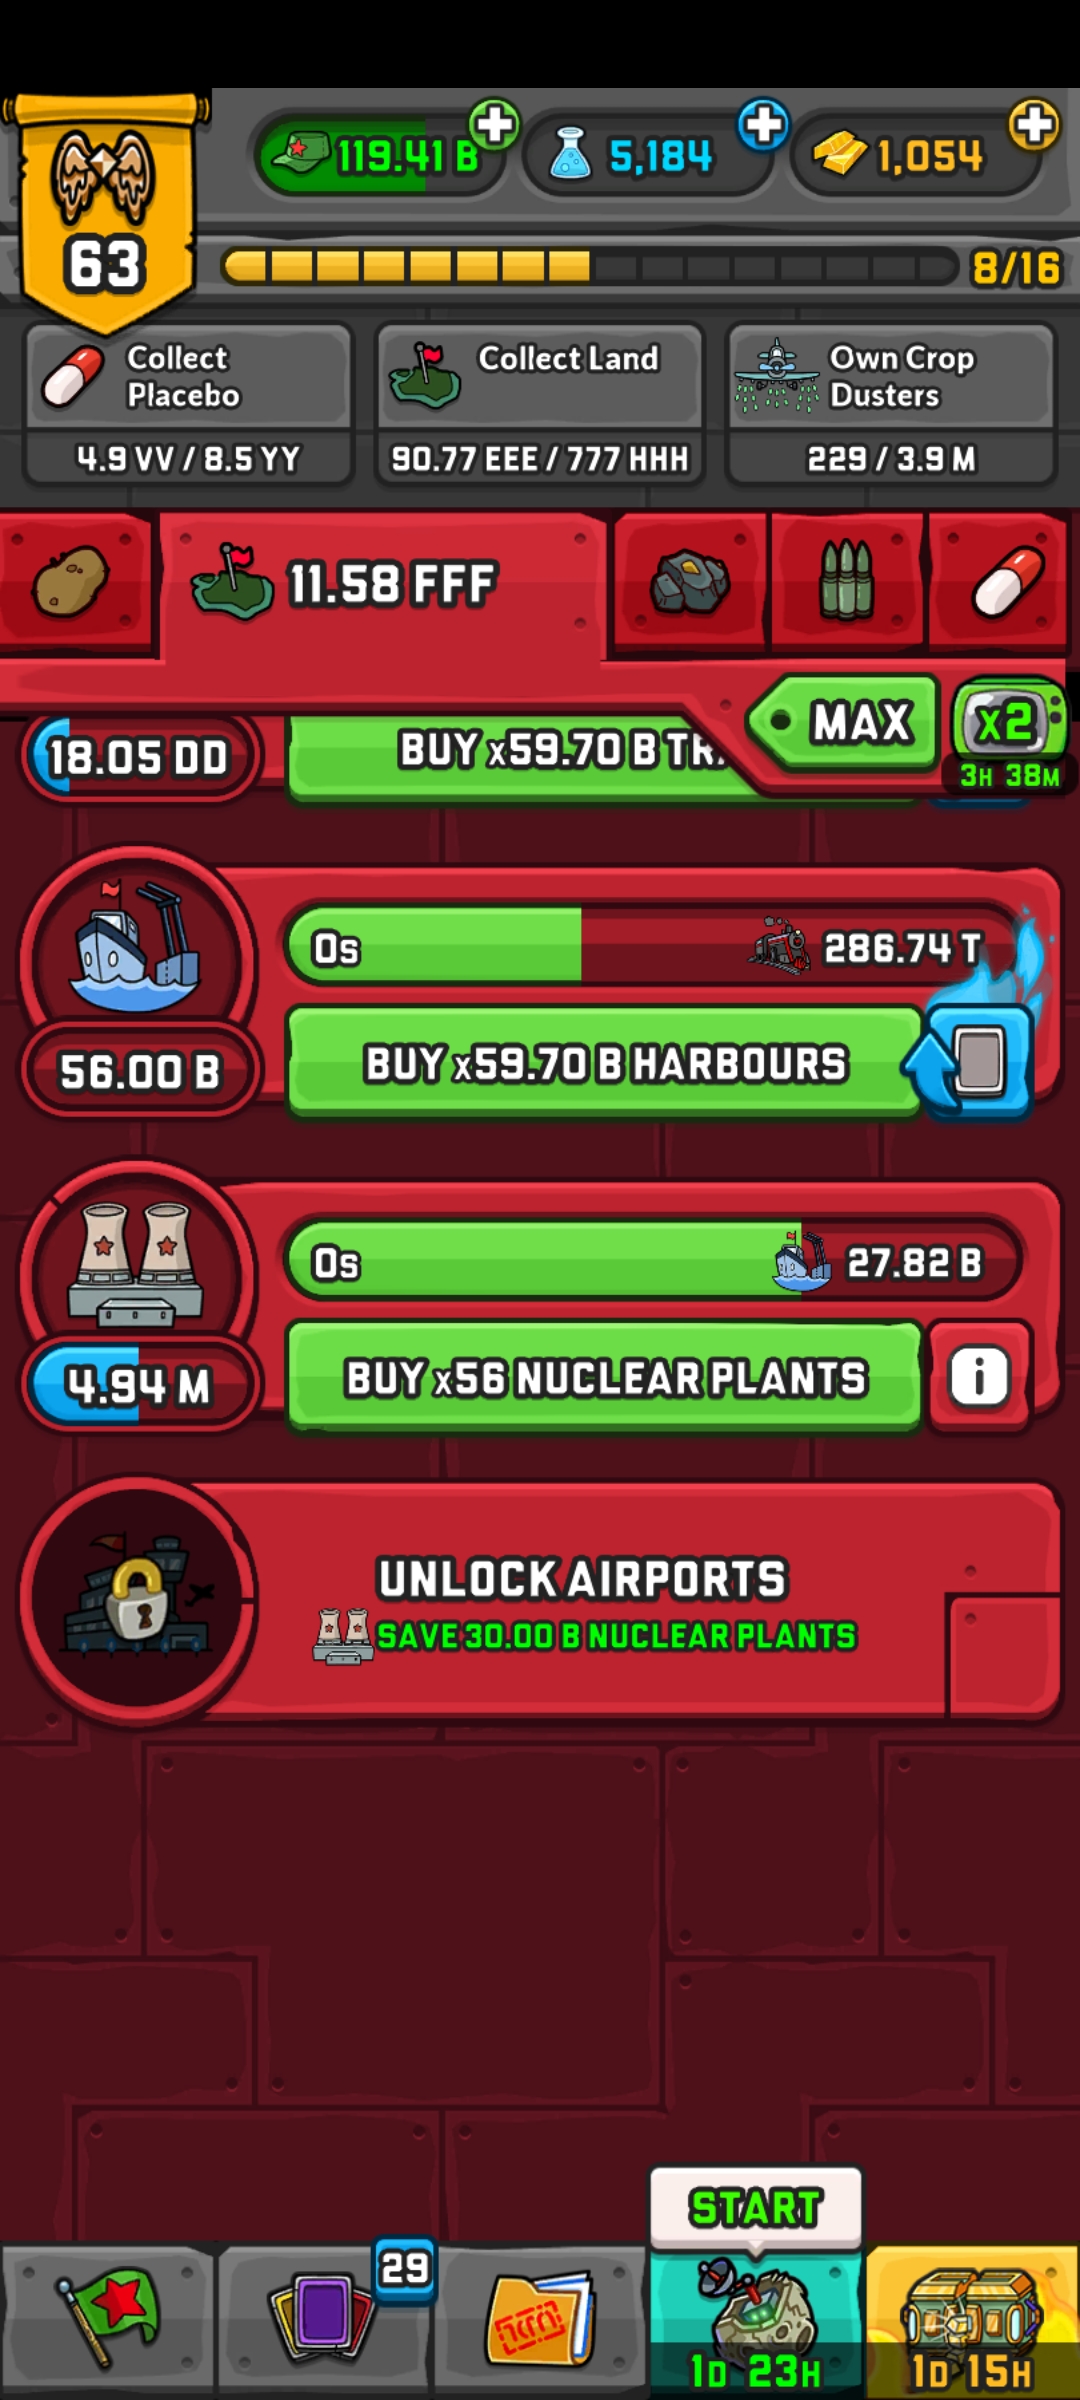 119.41 B
5,184
1,054
63
8/16
Collect
Placebo
4.9 VV / 8.5 YY
Collect Land
90.77 EEE / 777 HHH
Own Crop
Dusters
229 / 3.9 M
11.58 FFF
MAX
x2
3H 38M
18.05 DD
BUY x59.70 B
0s
286.74 T
56.00 B
BUY x59.70 B HARBOURS
0s
27.82 B
4.94 M
BUY x56 NUCLEAR PLANTS
i
UNLOCK AIRPORTS
SAVE 30.00 B NUCLEAR PLANTS
START
29
1D 23H
1D 15H